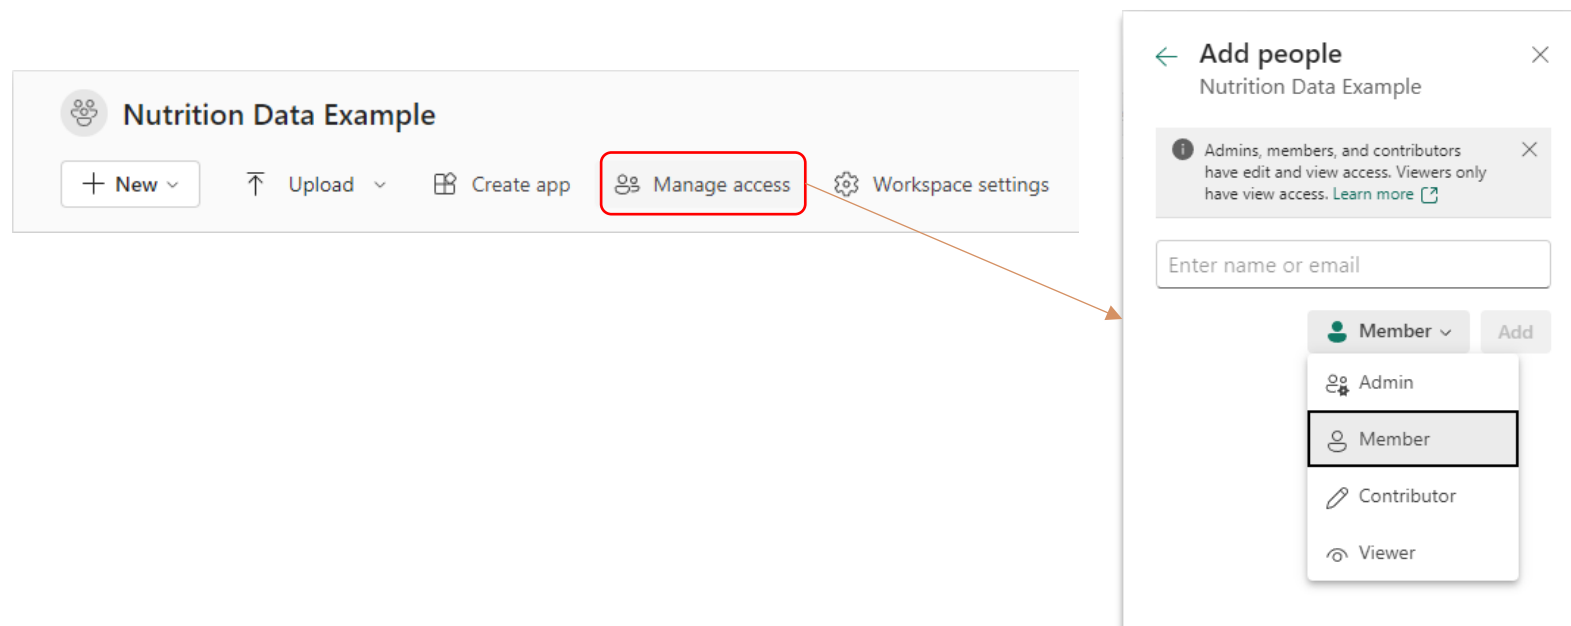 Nutrition Data Example
New
Upload
Create app
Manage access
Workspace settings
Add people
Nutrition Data Example
Admins, members, and contributors
have edit and view access. Viewers only
have view access. Learn more
Enter name or email
Member
Add
Admin
Member
Contributor
Viewer